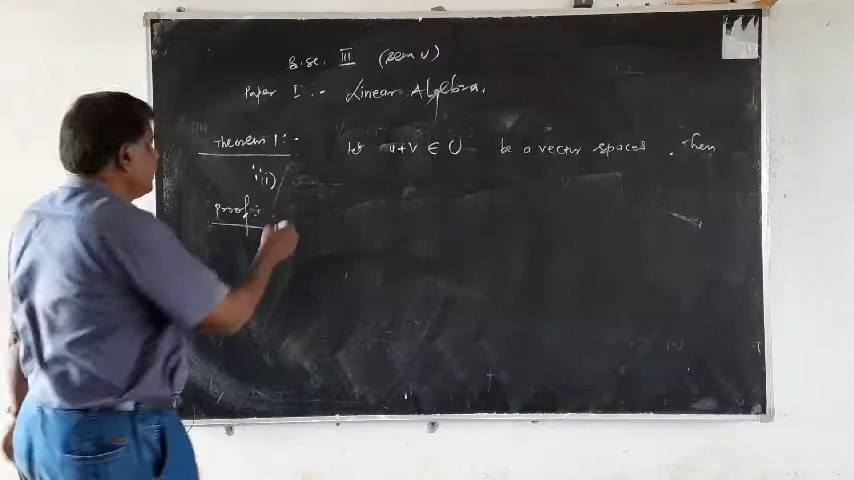 B.Sc. III (Sem V)
Paper I :- Linear Algebra.
Theorem 1 :- let u+v ∈ U be a vector spaces. Then
(i)
Proof :-